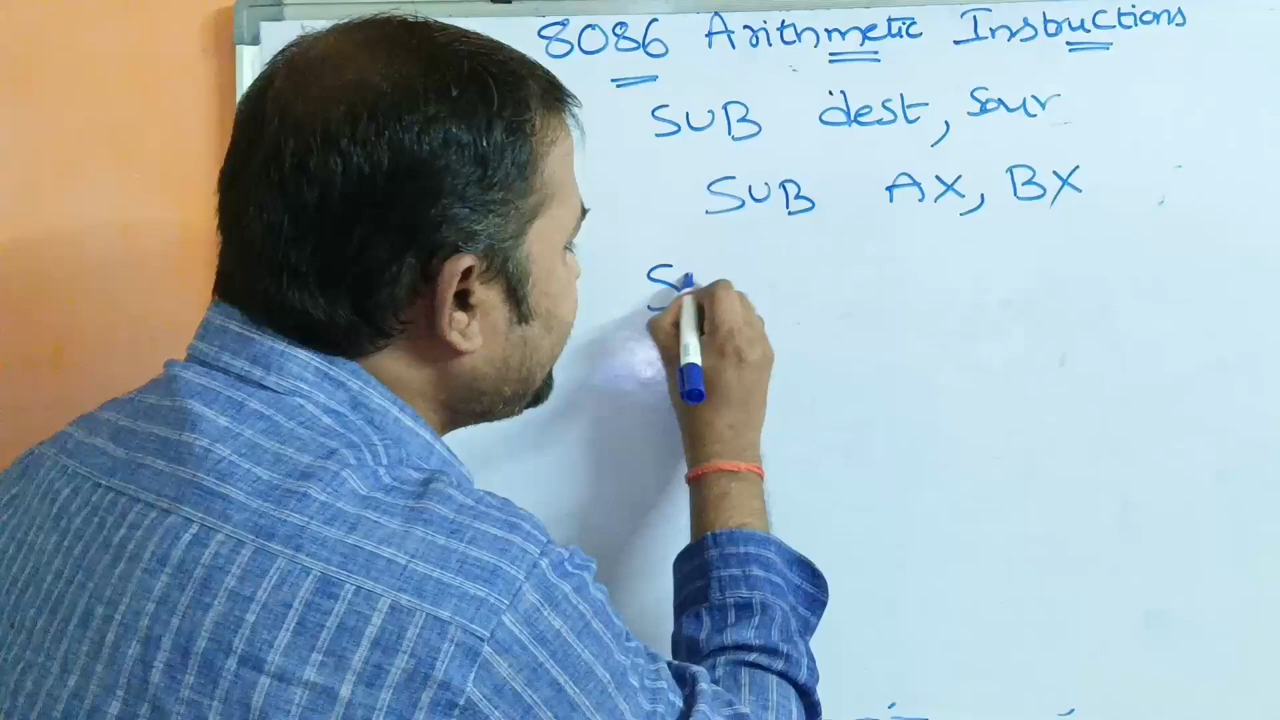 8086 Arithmetic Instructions
SUB dest, Sour
SUB AX, BX
S